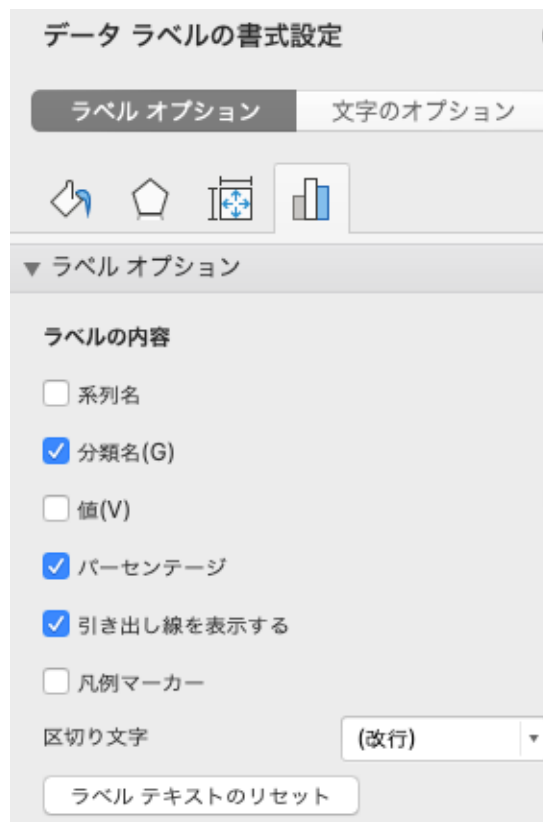 データ ラベルの書式設定
ラベル オプション
文字のオプション
ラベル オプション
ラベルの内容
系列名
分類名(G)
値(V)
パーセンテージ
引き出し線を表示する
凡例マーカー
区切り文字
(改行)
ラベル テキストのリセット